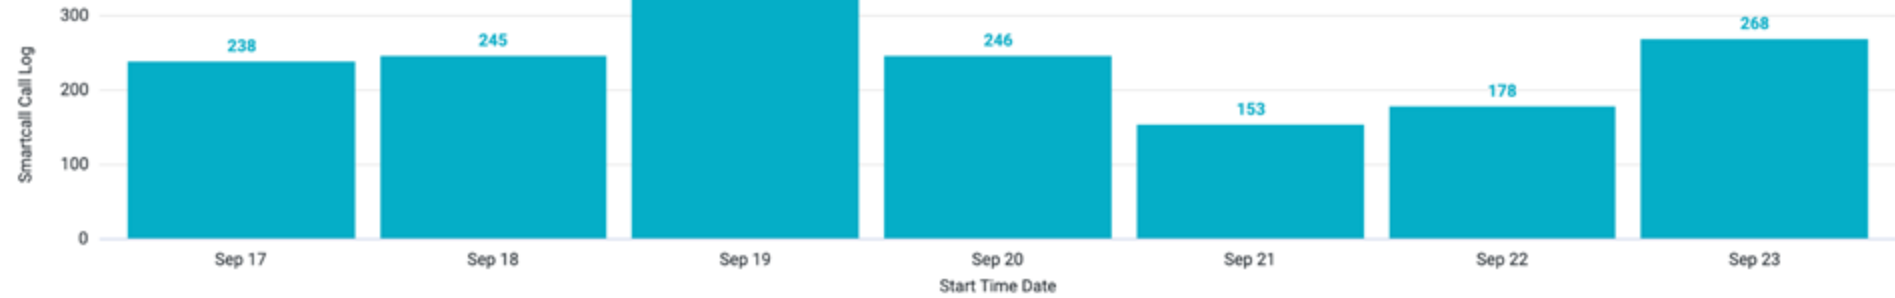 Smartcall Call Log
300
200
100
0
238
245
246
153
178
268
Sep 17
Sep 18
Sep 19
Sep 20
Sep 21
Sep 22
Sep 23
Start Time Date